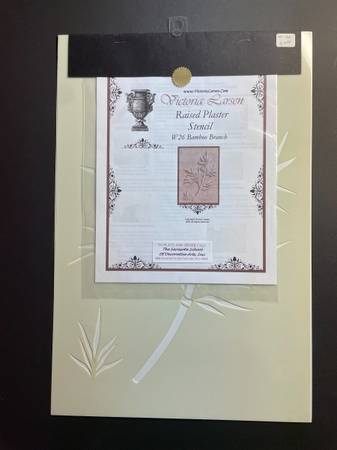 www.VictoriaLarsen.com
Victoria Larsen
Raised Plaster
Stencil
W26 Bamboo Branch
The Sarasota School
Of Decorative Arts, Inc.